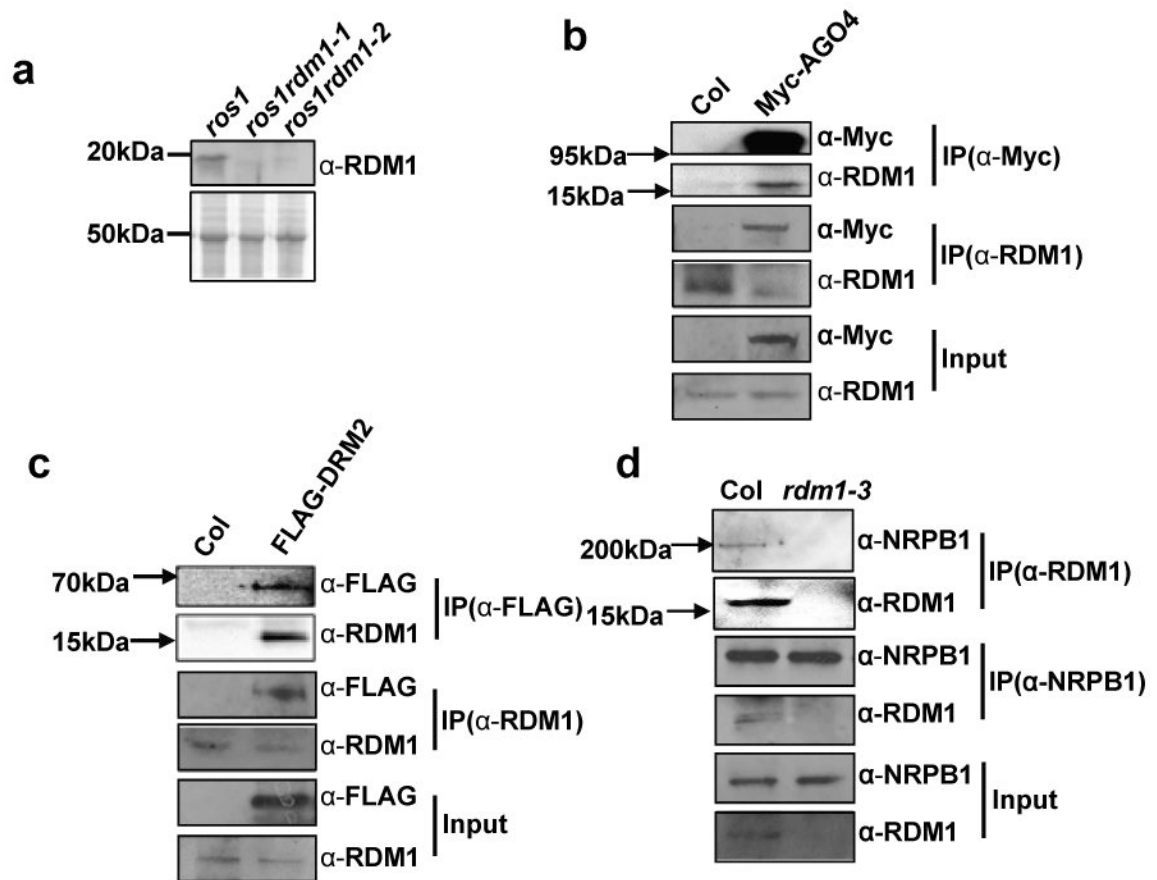 a
ros1
ros1rdm1-1
ros1rdm1-2
20kDa
α-RDM1
50kDa
b
Col
Myc-AGO4
α-Myc
95kDa
IP(α-Myc)
α-RDM1
15kDa
α-Myc
IP(α-RDM1)
α-RDM1
α-Myc
Input
α-RDM1
c
Col
FLAG-DRM2
70kDa
α-FLAG
IP(α-FLAG)
α-RDM1
15kDa
α-FLAG
IP(α-RDM1)
α-RDM1
α-FLAG
Input
α-RDM1
d
Col rdm1-3
α-NRPB1
200kDa
IP(α-RDM1)
α-RDM1
15kDa
α-NRPB1
IP(α-NRPB1)
α-RDM1
α-NRPB1
Input
α-RDM1